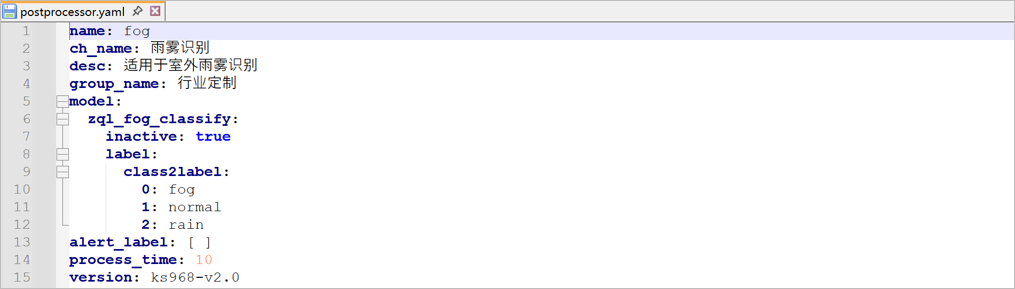 postprocessor.yaml
1 name: fog
2 ch_name: 雨雾识别
3 desc: 适用于室外雨雾识别
4 group_name: 行业定制
5 model:
6 zql_fog_classify:
7 inactive: true
8 label:
9 class2label:
10 0: fog
11 1: normal
12 2: rain
13 alert_label: [ ]
14 process_time: 10
15 version: ks968-v2.0